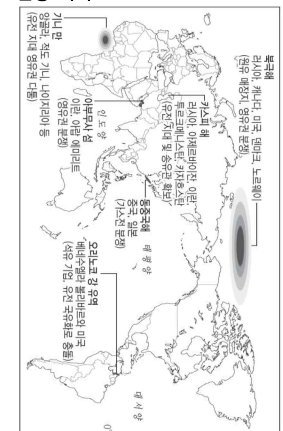 북극해
러시아, 캐나다, 미국, 덴마크, 노르웨이
(원유 매장지, 영유권 분쟁)
카스피 해
러시아, 아제르바이잔, 이란,
투르크메니스탄, 카자흐스탄
(유전 지대 및 송유권 확보)
기니 만
앙골라, 적도 기니, 나이지리아 등
(유전 지대 영유권 다툼)
아부무사 섬
이란, 아랍 에미리트
(영유권 분쟁)
동중국해
중국, 일본
(가스전 분쟁)
오리노코 강 유역
베네수엘라 볼리바르와 미국
(석유 기업, 유전 국유화로 충돌)
인도양
태평양
대서양